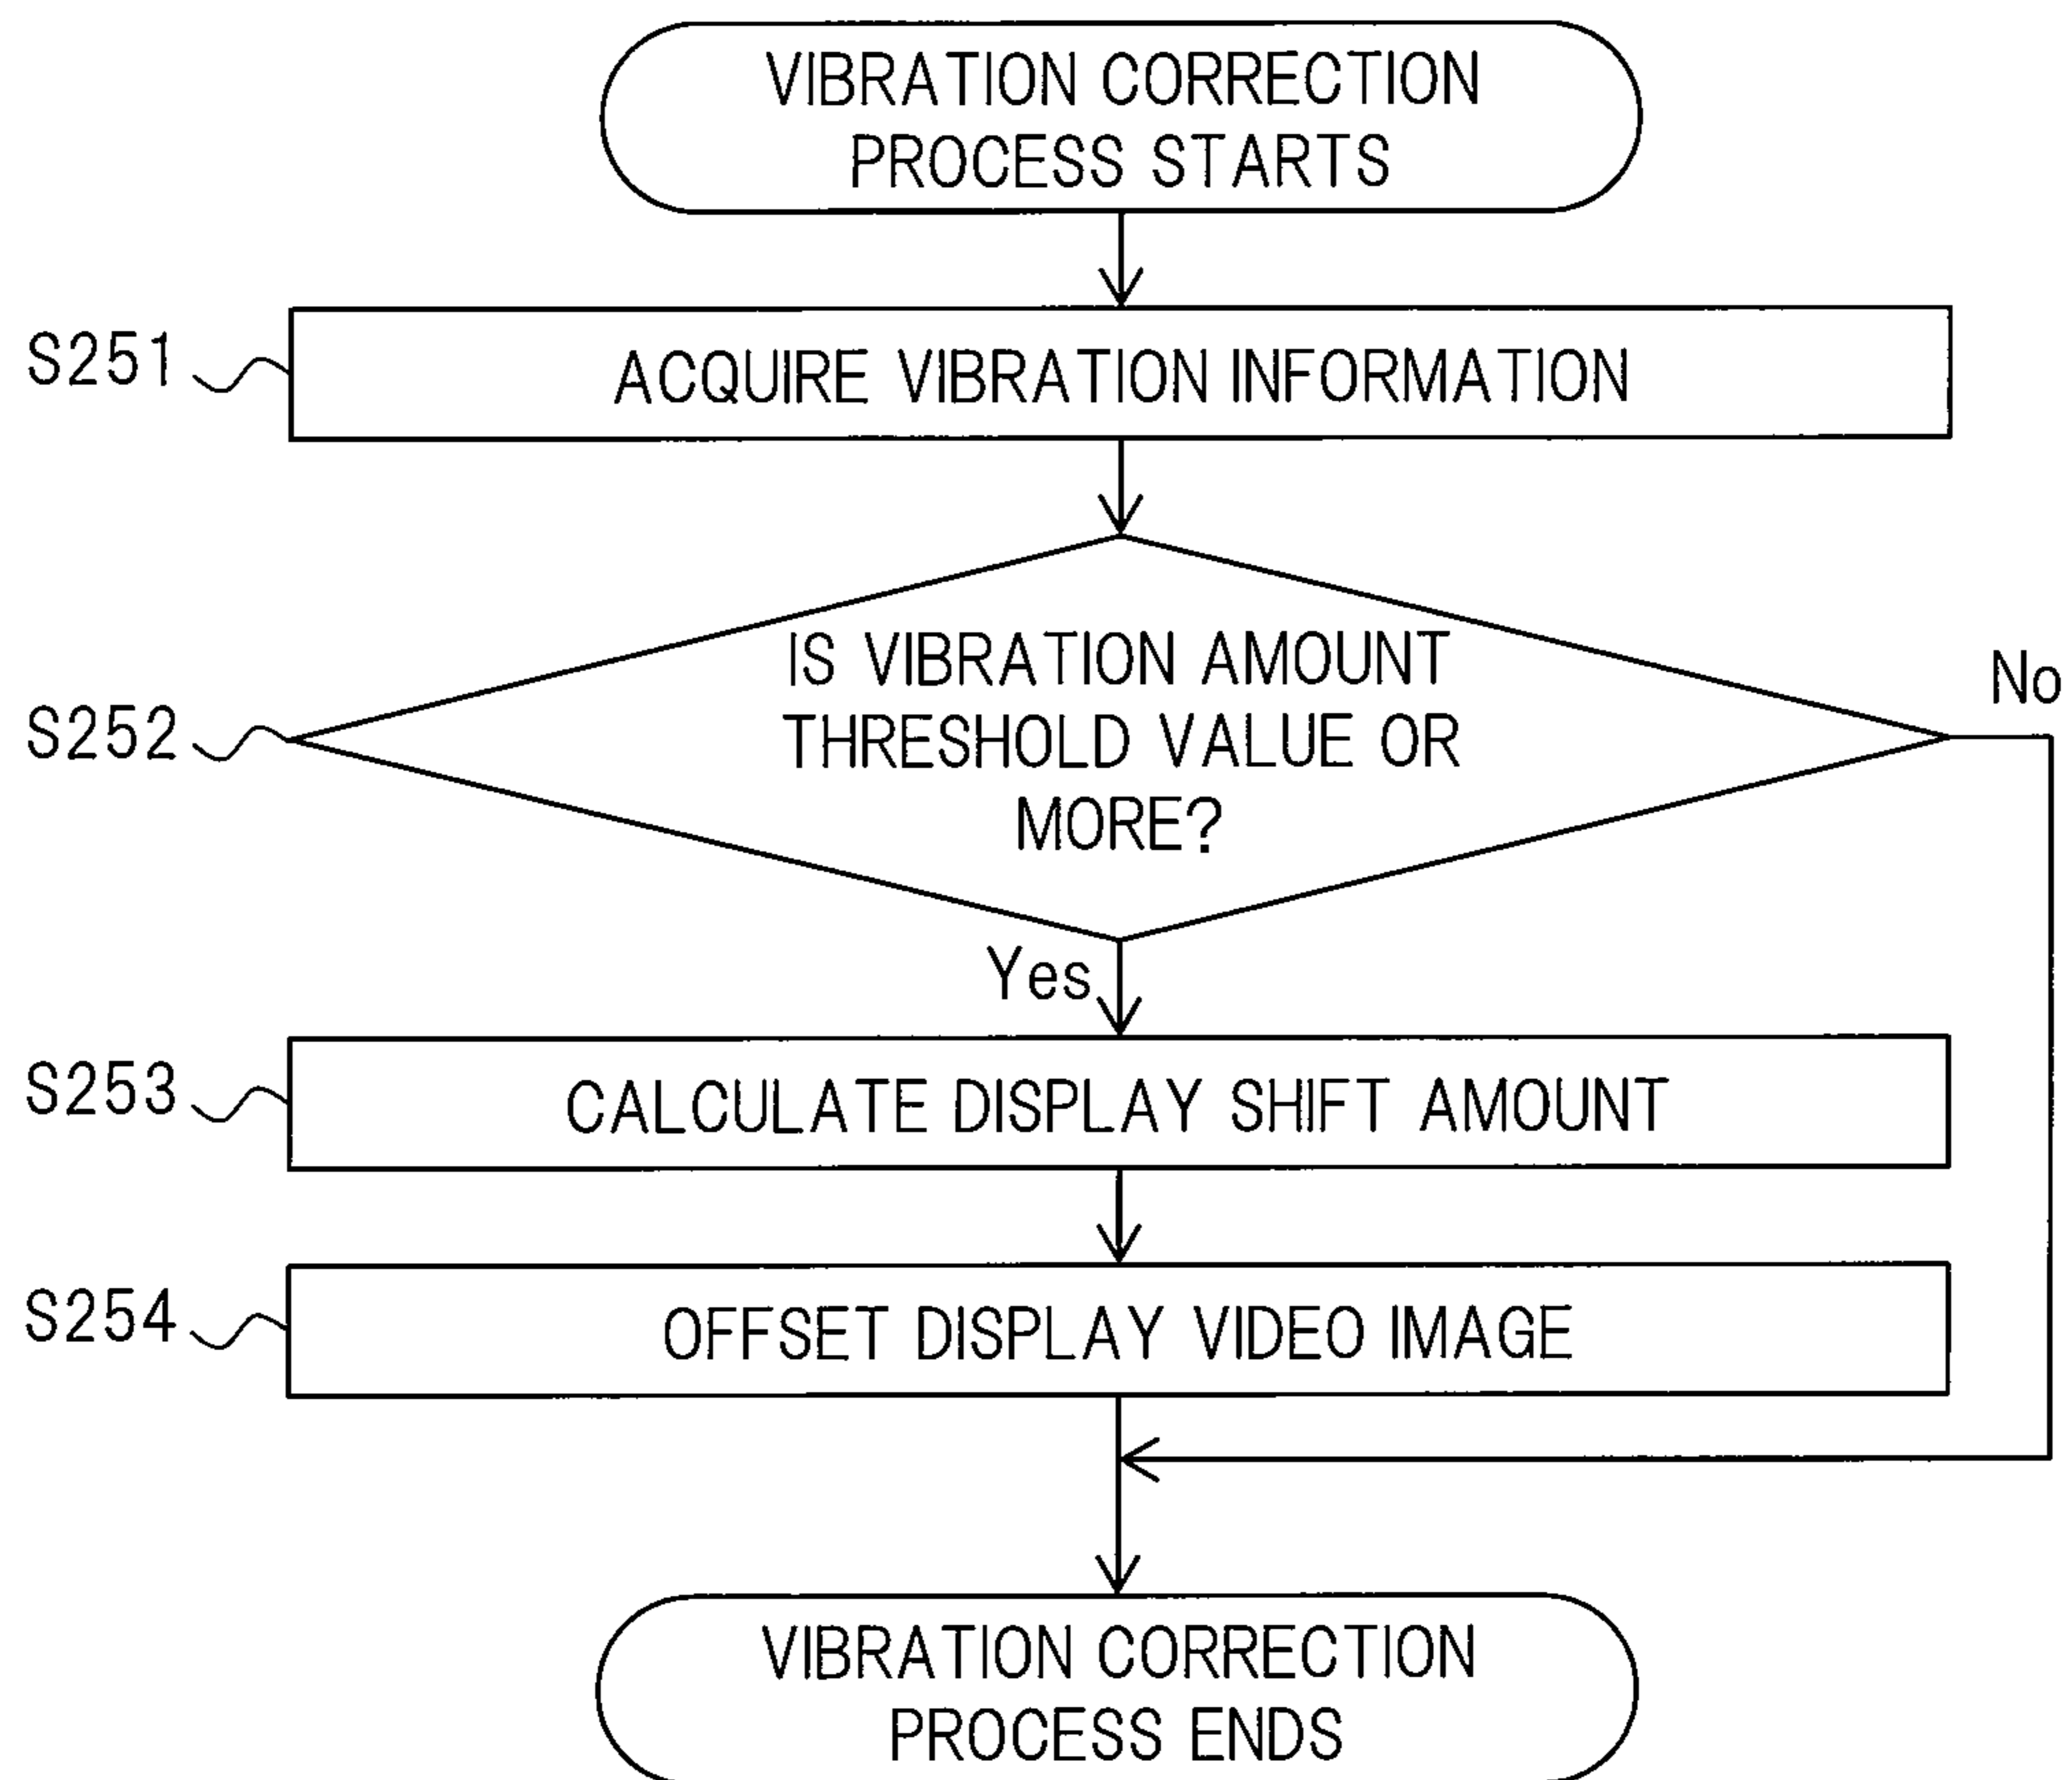 VIBRATION CORRECTION
PROCESS STARTS
S251
ACQUIRE VIBRATION INFORMATION
IS VIBRATION AMOUNT
THRESHOLD VALUE OR
MORE?
S252
No
Yes
S253
CALCULATE DISPLAY SHIFT AMOUNT
S254
OFFSET DISPLAY VIDEO IMAGE
VIBRATION CORRECTION
PROCESS ENDS